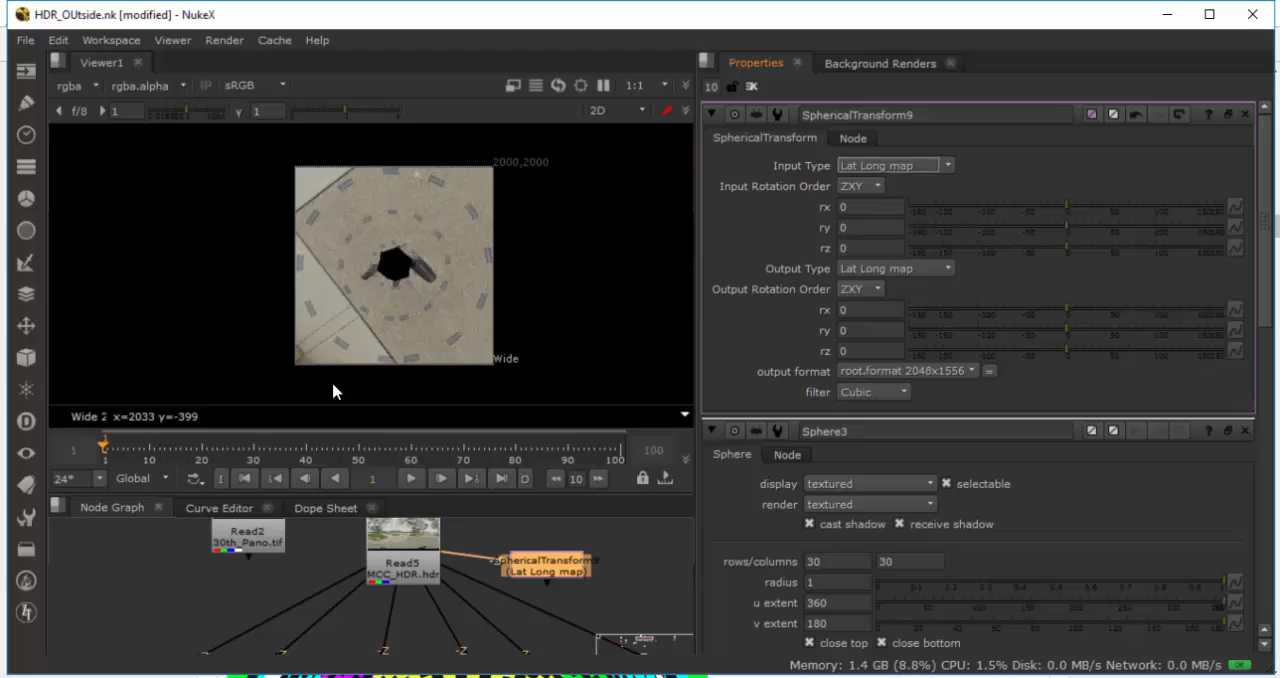 HDR_OUtside.nk [modified] - NukeX
File Edit Workspace Viewer Render Cache Help
Viewer1
rgba rgba.alpha IP sRGB 1:1
f/8 1 γ 1 2D
2000,2000
Wide
Wide 2 x=2033 y=-399
1 1 10 20 30 40 50 60 70 80 90 100 100
24* Global I 1 O 10
Node Graph Curve Editor Dope Sheet
Read2
30th_Pano.tif
Read5
MCC_HDR.hdr
SphericalTransform
(Lat Long map)
Properties Background Renders
10
SphericalTransform9
SphericalTransform Node
Input Type Lat Long map
Input Rotation Order ZXY
rx 0
ry 0
rz 0
Output Type Lat Long map
Output Rotation Order ZXY
rx 0
ry 0
rz 0
output format root.format 2048x1556 =
filter Cubic
Sphere3
Sphere Node
display textured selectable
render textured
cast shadow receive shadow
rows/columns 30 30
radius 1
u extent 360
v extent 180
close top close bottom
Memory: 1.4 GB (8.8%) CPU: 1.5% Disk: 0.0 MB/s Network: 0.0 MB/s